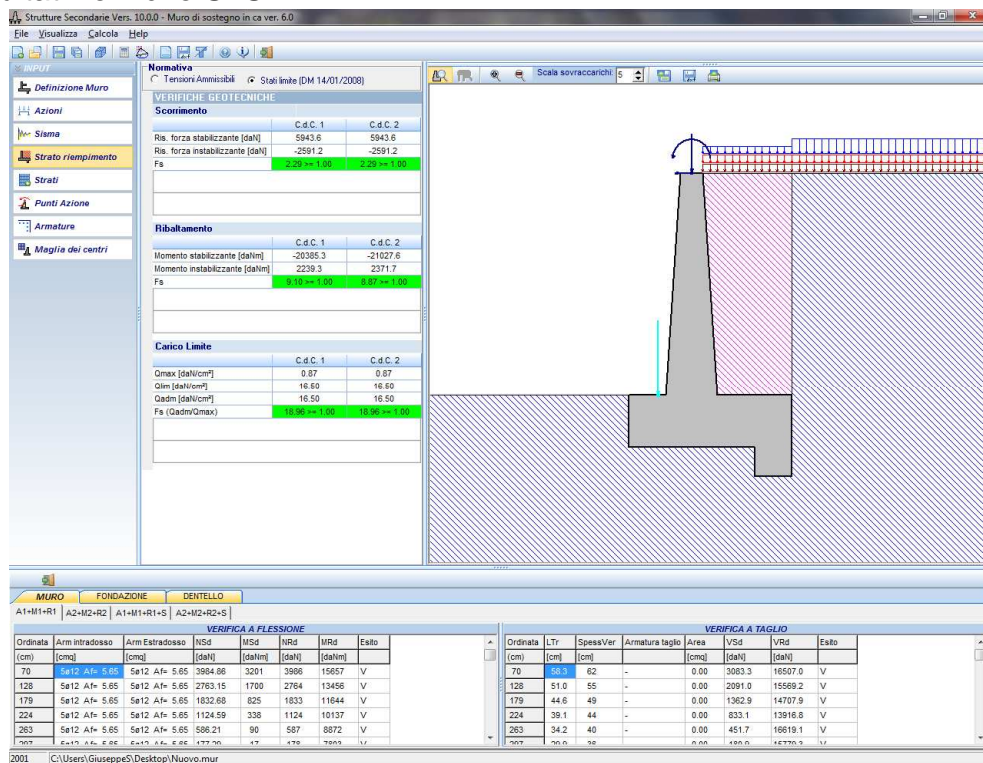 Strutture Secondarie Vers. 10.0.0 - Muro di sostegno in ca ver. 6.0
File Visualizza Calcola Help
INPUT
Definizione Muro
Azioni
Sisma
Strato riempimento
Strati
Punti Azione
Armature
Maglia dei centri
Normativa
Tensioni Ammissibili Stati limite (DM 14/01/2008)
VERIFICHE GEOTECNICHE
Scorrimento
C.d.C. 1 C.d.C. 2
Ris. forza stabilizzante [daN] 5943.6 5943.6
Ris. forza instabilizzante [daN] -2591.2 -2591.2
Fs 2.29 >= 1.00 2.29 >= 1.00
Ribaltamento
C.d.C. 1 C.d.C. 2
Momento stabilizzante [daNm] -20385.3 -21027.6
Momento instabilizzante [daNm] 2239.3 2371.7
Fs 9.10 >= 1.00 8.87 >= 1.00
Carico Limite
C.d.C. 1 C.d.C. 2
Qmax [daN/cm²] 0.87 0.87
Qlim [daN/cm²] 16.50 16.50
Qadm [daN/cm²] 16.50 16.50
Fs (Qadm/Qmax) 18.96 >= 1.00 18.96 >= 1.00
Scala sovraccarichi: 5
MURO FONDAZIONE DENTELLO
A1+M1+R1 A2+M2+R2 A1+M1+R1+S A2+M2+R2+S
VERIFICA A FLESSIONE
Ordinata Arm intradosso Arm Estradosso NSd MSd NRd MRd Esito
(cm) [cmq] [cmq] [daN] [daNm] [daN] [daNm]
70 5ø12 Af= 5.65 5ø12 Af= 5.65 3984.86 3201 3986 15657 V
128 5ø12 Af= 5.65 5ø12 Af= 5.65 2763.15 1700 2764 13456 V
179 5ø12 Af= 5.65 5ø12 Af= 5.65 1832.68 825 1833 11644 V
224 5ø12 Af= 5.65 5ø12 Af= 5.65 1124.59 338 1124 10137 V
263 5ø12 Af= 5.65 5ø12 Af= 5.65 586.21 90 587 8872 V
VERIFICA A TAGLIO
Ordinata LTr SpessVer Armatura taglio Area VSd VRd Esito
(cm) [cm] [cm] [cmq] [daN] [daN]
70 58.3 62 - 0.00 3083.3 16507.0 V
128 51.0 55 - 0.00 2091.0 15569.2 V
179 44.6 49 - 0.00 1362.9 14707.9 V
224 39.1 44 - 0.00 833.1 13916.8 V
263 34.2 40 - 0.00 451.7 16619.1 V
2001 C:\Users\GiuseppeS\Desktop\Nuovo.mur